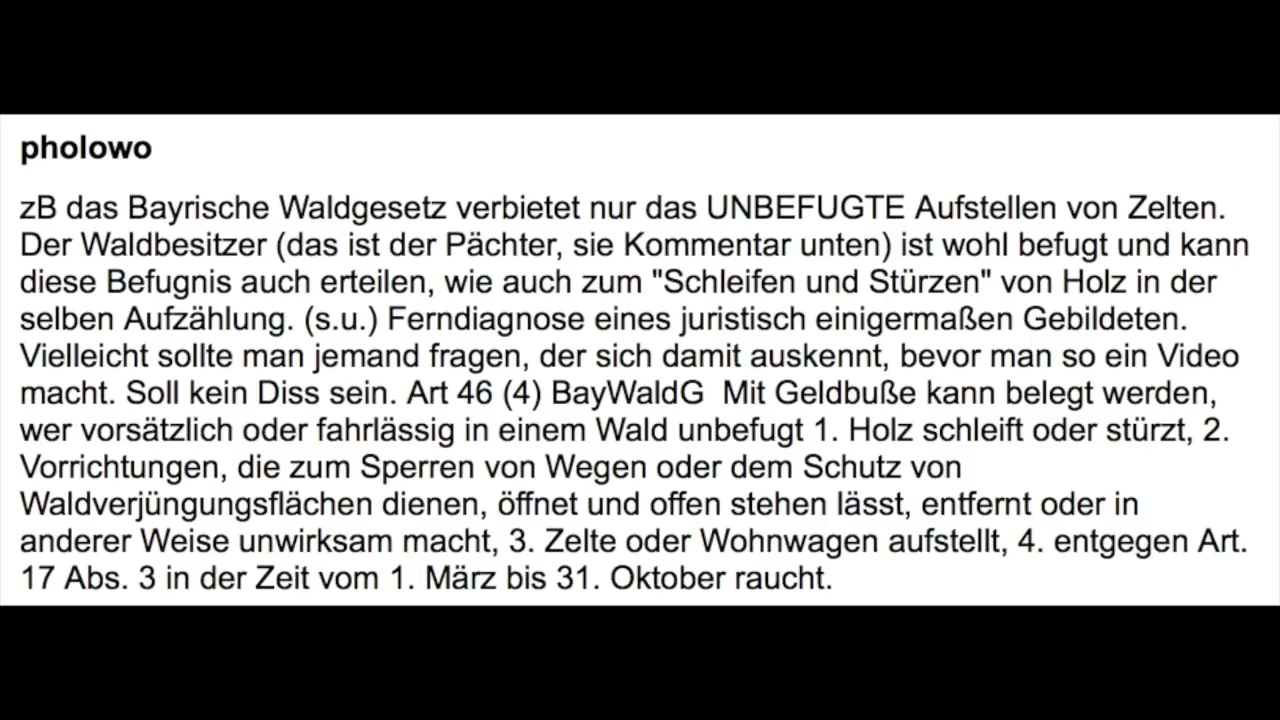 pholowo
zB das Bayrische Waldgesetz verbietet nur das UNBEFUGTE Aufstellen von Zelten.
Der Waldbesitzer (das ist der Pächter, sie Kommentar unten) ist wohl befugt und kann
diese Befugnis auch erteilen, wie auch zum "Schleifen und Stürzen" von Holz in der
selben Aufzählung. (s.u.) Ferndiagnose eines juristisch einigermaßen Gebildeten.
Vielleicht sollte man jemand fragen, der sich damit auskennt, bevor man so ein Video
macht. Soll kein Diss sein. Art 46 (4) BayWaldG  Mit Geldbuße kann belegt werden,
wer vorsätzlich oder fahrlässig in einem Wald unbefugt 1. Holz schleift oder stürzt, 2.
Vorrichtungen, die zum Sperren von Wegen oder dem Schutz von
Waldverjüngungsflächen dienen, öffnet und offen stehen lässt, entfernt oder in
anderer Weise unwirksam macht, 3. Zelte oder Wohnwagen aufstellt, 4. entgegen Art.
17 Abs. 3 in der Zeit vom 1. März bis 31. Oktober raucht.